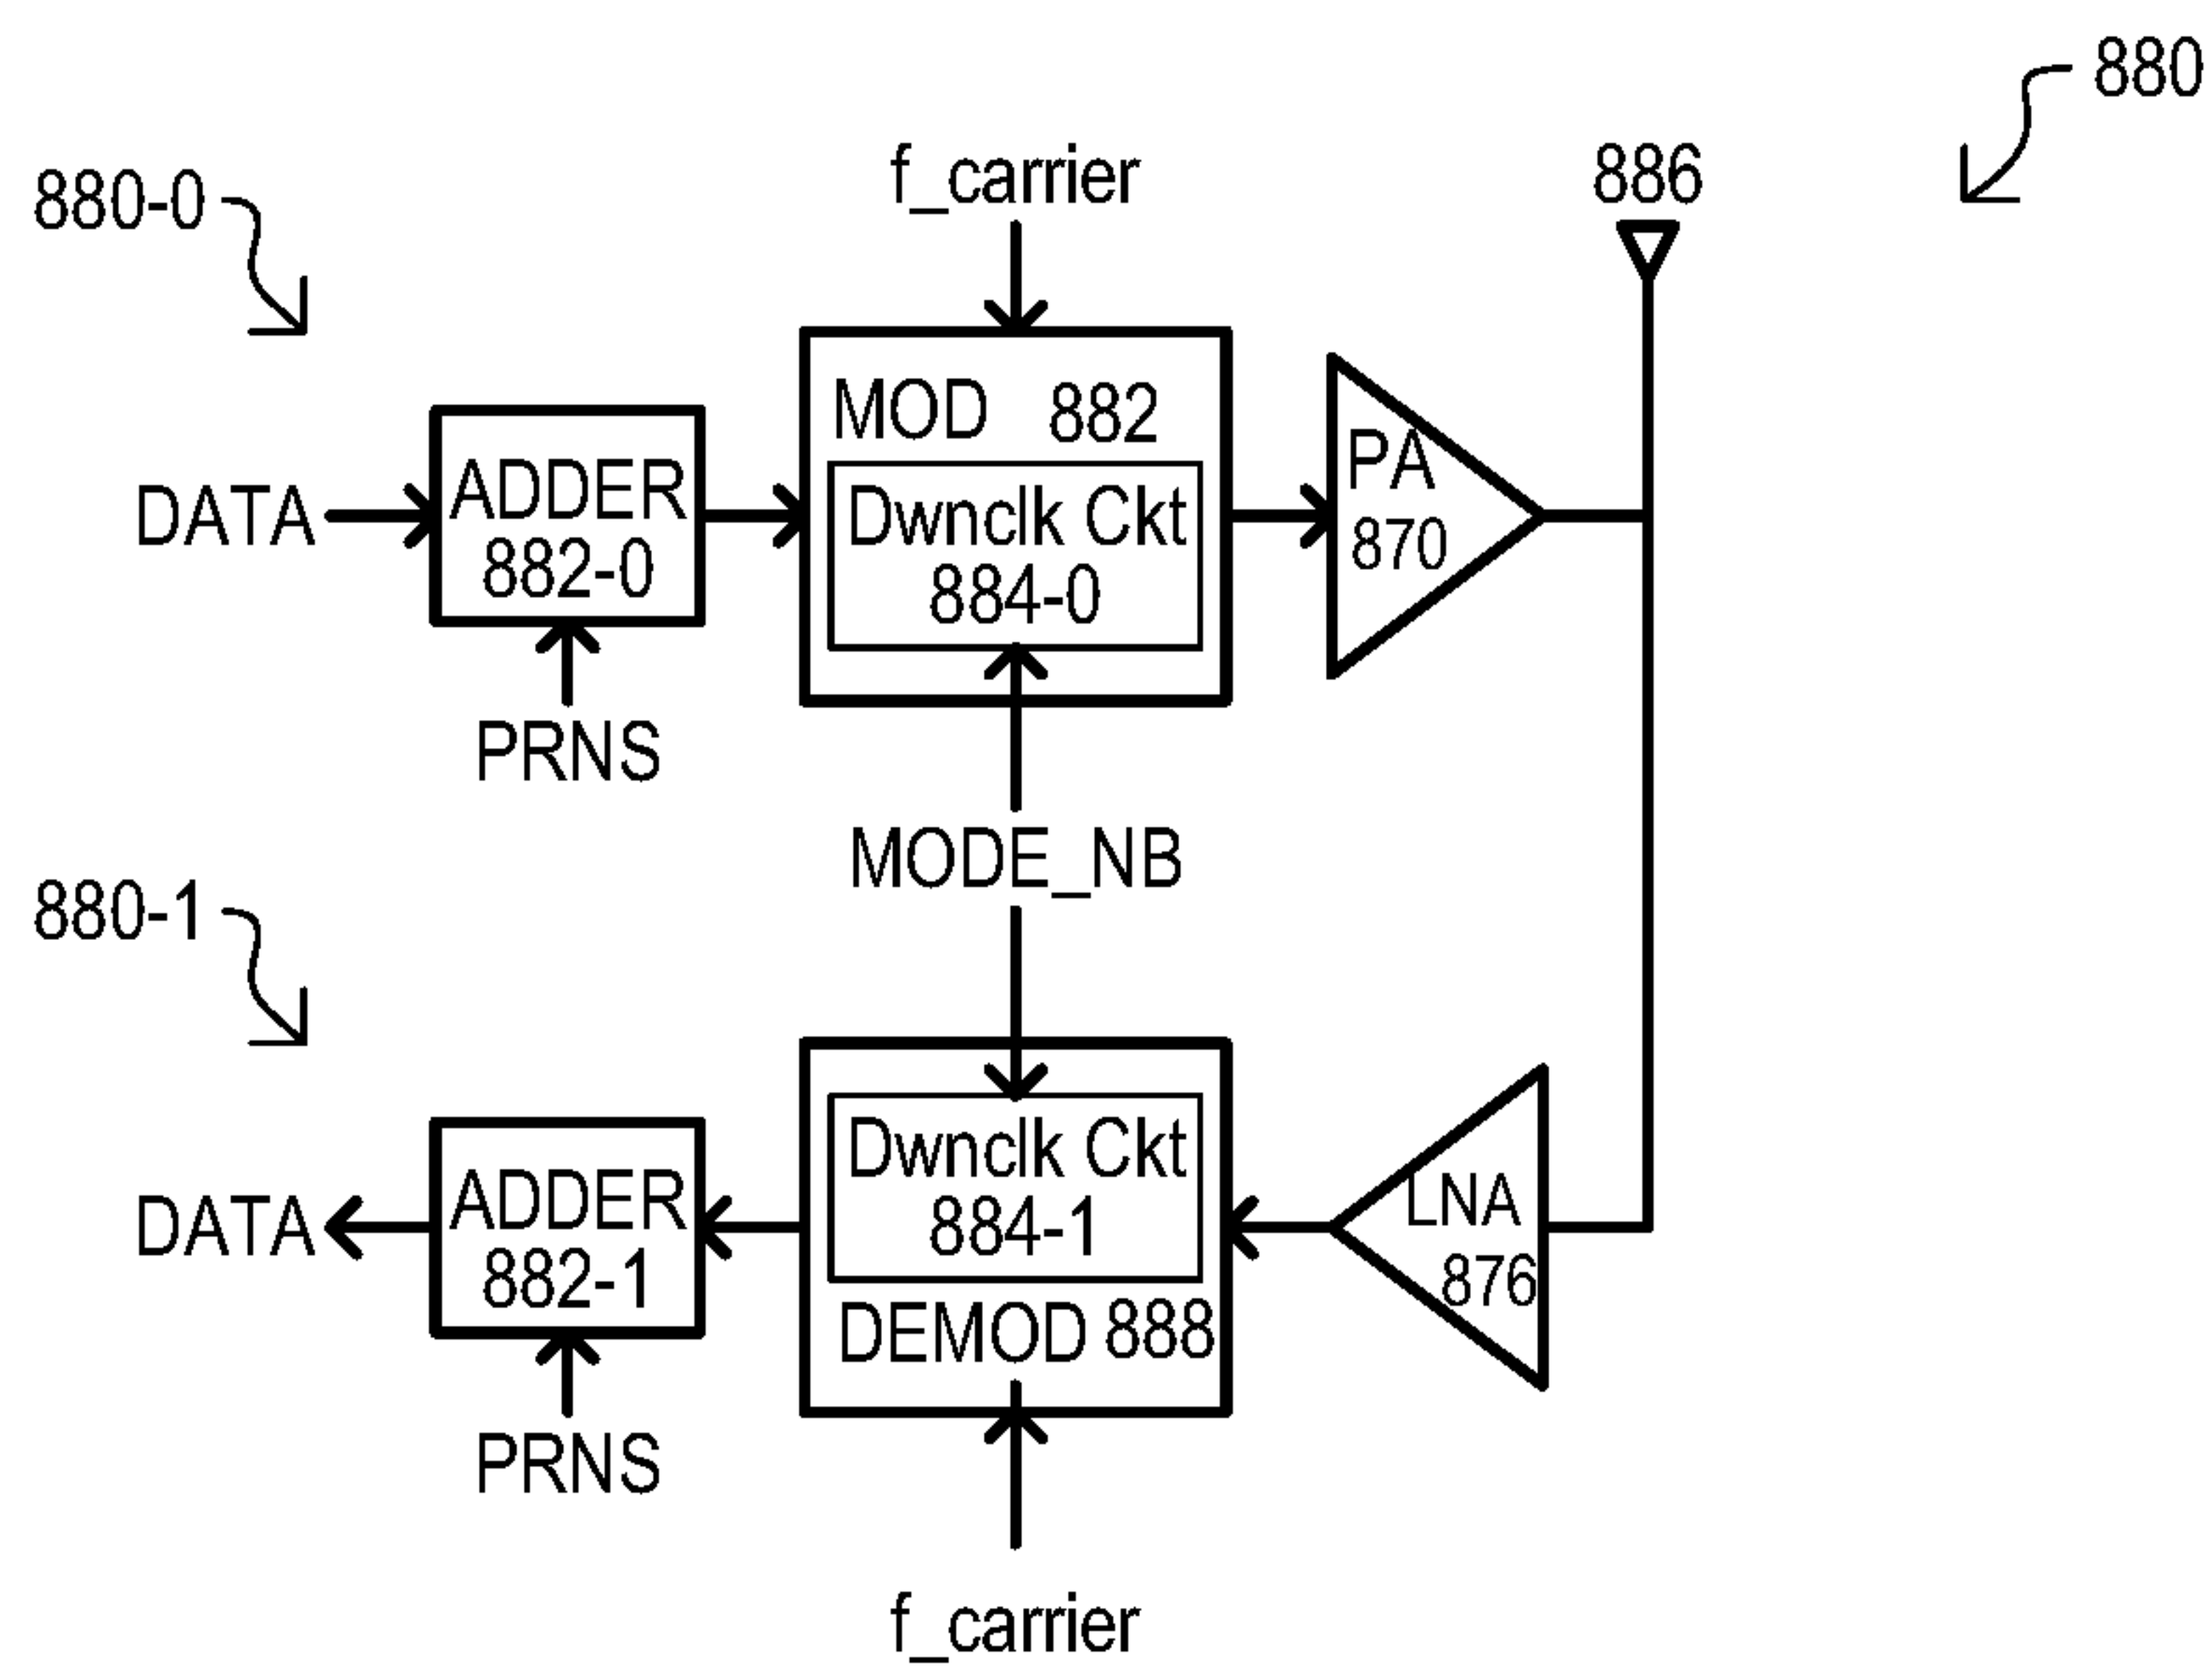 880
f_carrier
886
880-0
MOD 882
PA
870
DATA
ADDER
882-0
Dwnclk Ckt
884-0
PRNS
MODE_NB
880-1
Dwnclk Ckt
884-1
DATA
ADDER
882-1
LNA
876
DEMOD 888
PRNS
f_carrier